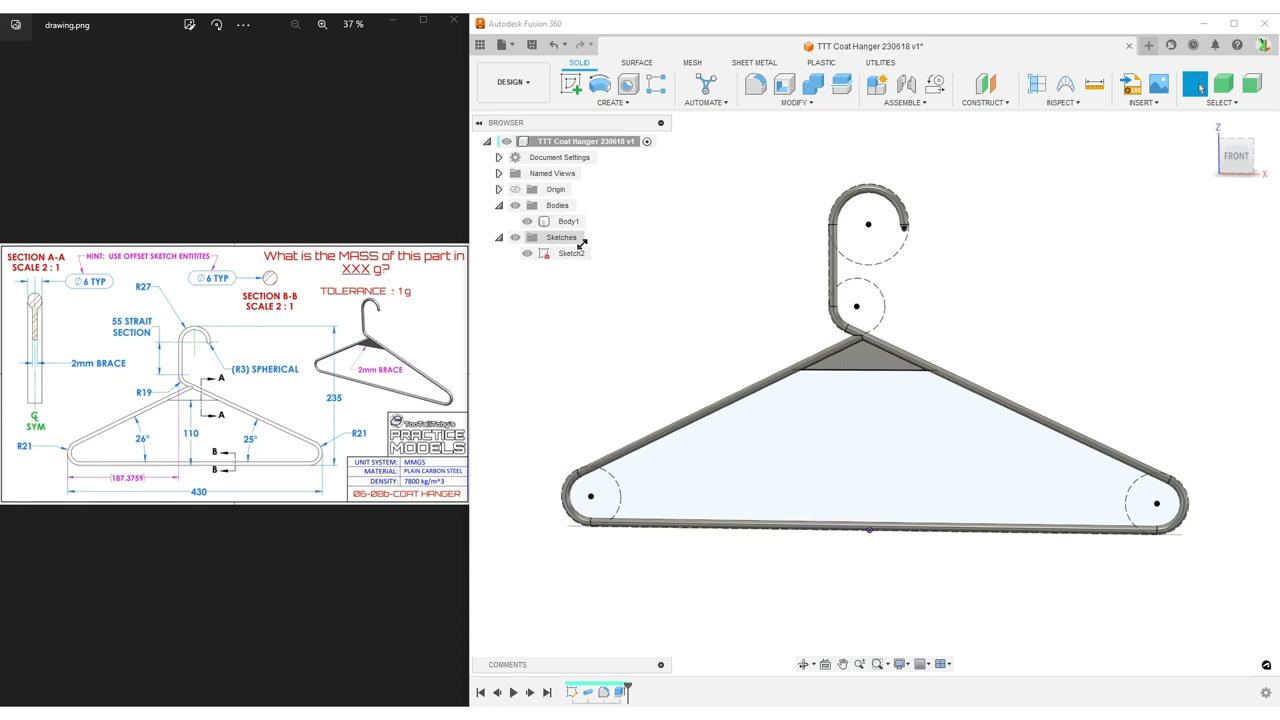 drawing.png
37 %
SECTION A-A
SCALE 2 : 1
HINT: USE OFFSET SKETCH ENTITITES
∅ 6 TYP
∅ 6 TYP
SECTION B-B
SCALE 2 : 1
What is the MASS of this part in
XXX g?
TOLERANCE ± 1 g
R27
55 STRAIT
SECTION
2mm BRACE
(R3) SPHERICAL
2mm BRACE
R19
A
A
235
℄
SYM
R21
26°
110
25°
R21
B
B
(187.3759)
430
TooTallToby's
PRACTICE
MODELS
UNIT SYSTEM: MMGS
MATERIAL: PLAIN CARBON STEEL
DENSITY: 7800 kg/m^3
06-08b-COAT HANGER
Autodesk Fusion 360
TTT Coat Hanger 230618 v1*
SOLID SURFACE MESH SHEET METAL PLASTIC UTILITIES
DESIGN
CREATE AUTOMATE MODIFY ASSEMBLE CONSTRUCT INSPECT INSERT SELECT
BROWSER
TTT Coat Hanger 230618 v1
Document Settings
Named Views
Origin
Bodies
Body1
Sketches
Sketch2
Z
FRONT
X
COMMENTS